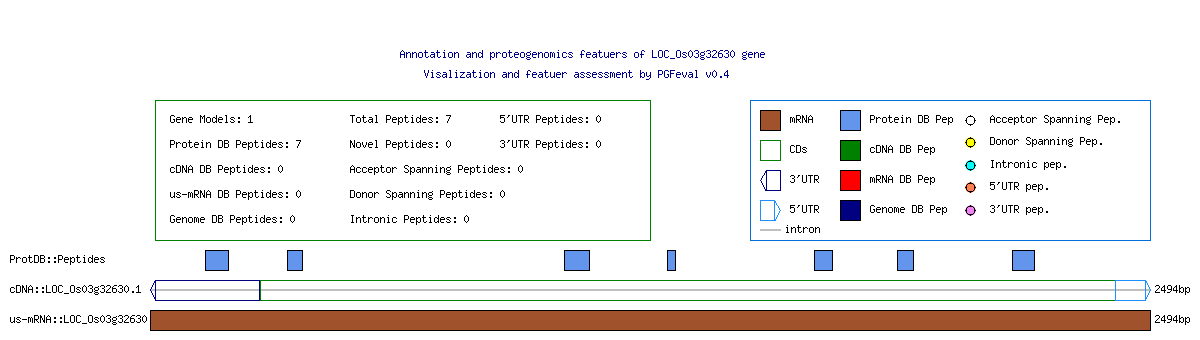 Annotation and proteogenomics featuers of LOC_Os03g32630 gene
Visalization and featuer assessment by PGFeval v0.4
Gene Models: 1
Total Peptides: 7
5'UTR Peptides: 0
Protein DB Peptides: 7
Novel Peptides: 0
3'UTR Peptides: 0
cDNA DB Peptides: 0
Acceptor Spanning Peptides: 0
us-mRNA DB Peptides: 0
Donor Spanning Peptides: 0
Genome DB Peptides: 0
Intronic Peptides: 0
mRNA
Protein DB Pep
Acceptor Spanning Pep.
CDs
cDNA DB Pep
Donor Spanning Pep.
3'UTR
mRNA DB Pep
Intronic pep.
5'UTR
Genome DB Pep
5'UTR pep.
3'UTR pep.
intron
ProtDB::Peptides
cDNA::LOC_Os03g32630.1
2494bp
us-mRNA::LOC_Os03g32630
2494bp